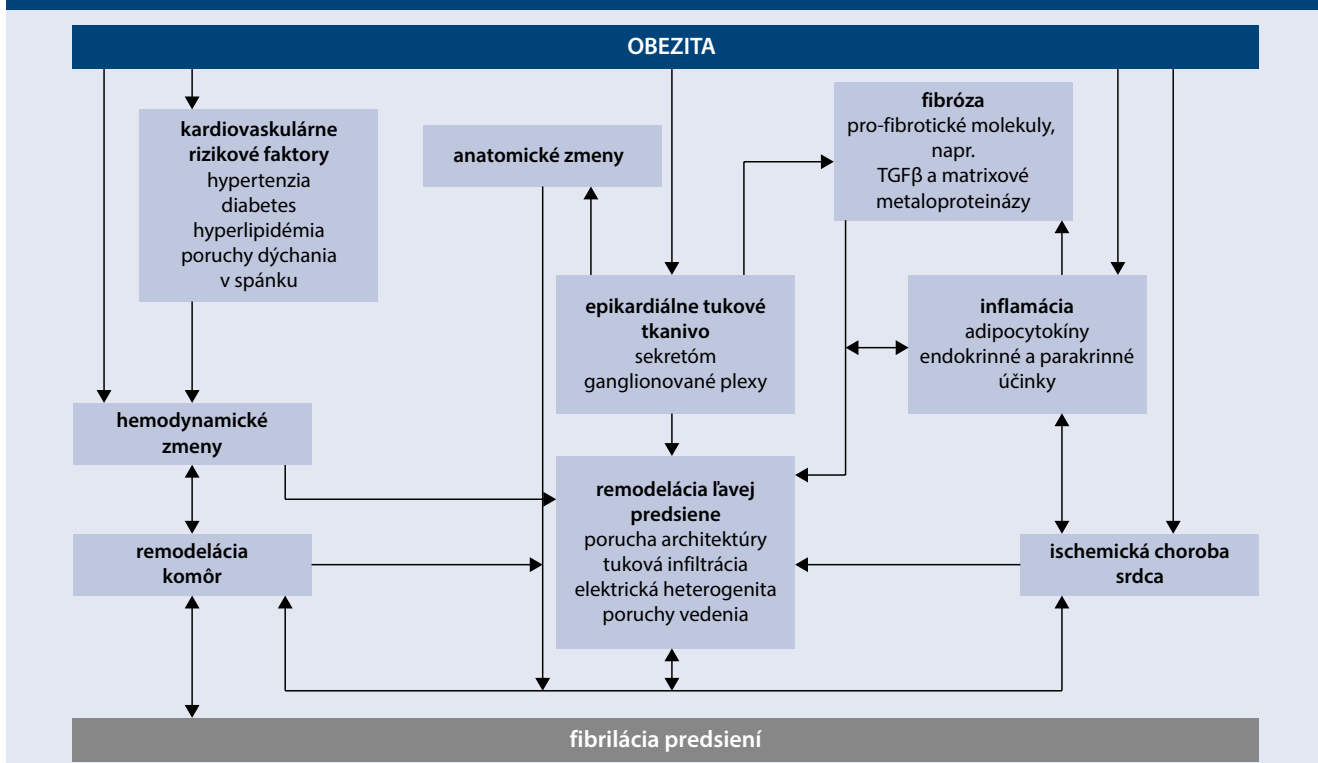 OBEZITA
kardiovaskulárne
rizikové faktory
hypertenzia
diabetes
hyperlipidémia
poruchy dýchania
v spánku
anatomické zmeny
fibróza
pro-fibrotické molekuly,
napr.
TGFβ a matrixové
metaloproteinázy
epikardiálne tukové
tkanivo
sekretóm
ganglionované plexy
inflamácia
adipocytokíny
endokrinné a parakrinné
účinky
hemodynamické
zmeny
remodelácia ľavej
predsiene
porucha architektúry
tuková infiltrácia
elektrická heterogenita
poruchy vedenia
remodelácia
komôr
ischemická choroba
srdca
fibrilácia predsiení